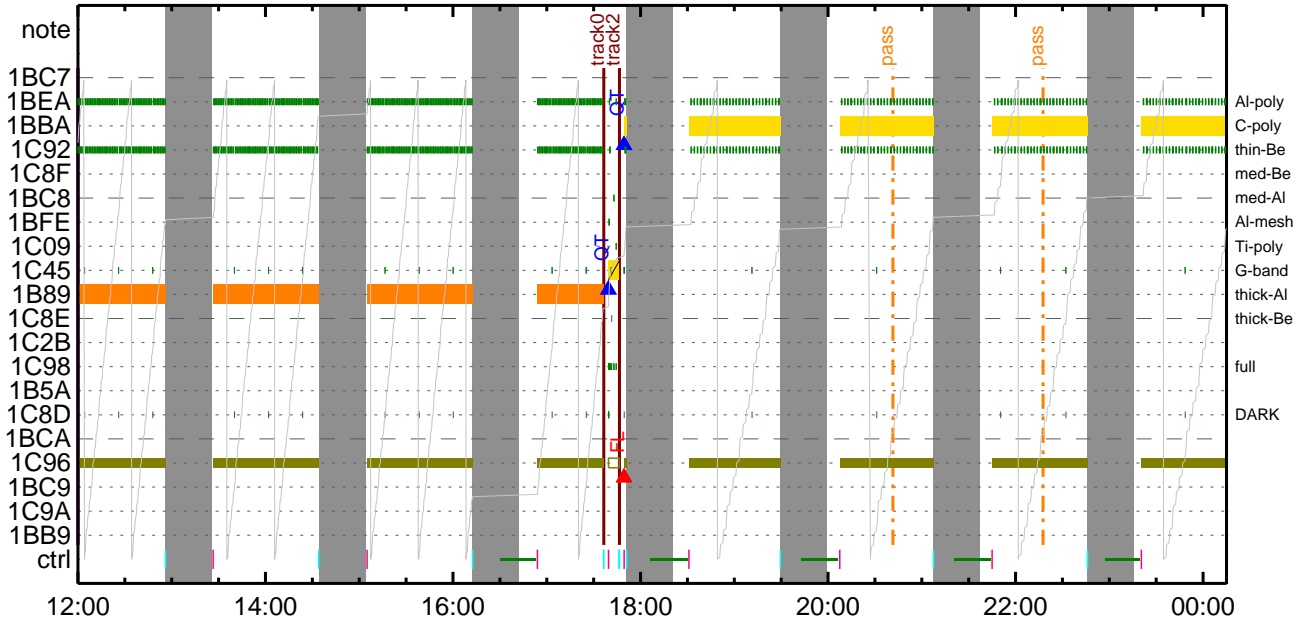 note
track0
track2
pass
pass
1BC7
1BEA Al-poly
QT
1BBA C-poly
1C92 thin-Be
1C8F med-Be
1BC8 med-Al
1BFE Al-mesh
1C09 Ti-poly
QT
1C45 G-band
1B89 thick-Al
1C8E thick-Be
1C2B
1C98 full
1B5A
1C8D DARK
1BCA
FL
1C96
1BC9
1C9A
1BB9
ctrl
12:00 14:00 16:00 18:00 20:00 22:00 00:00